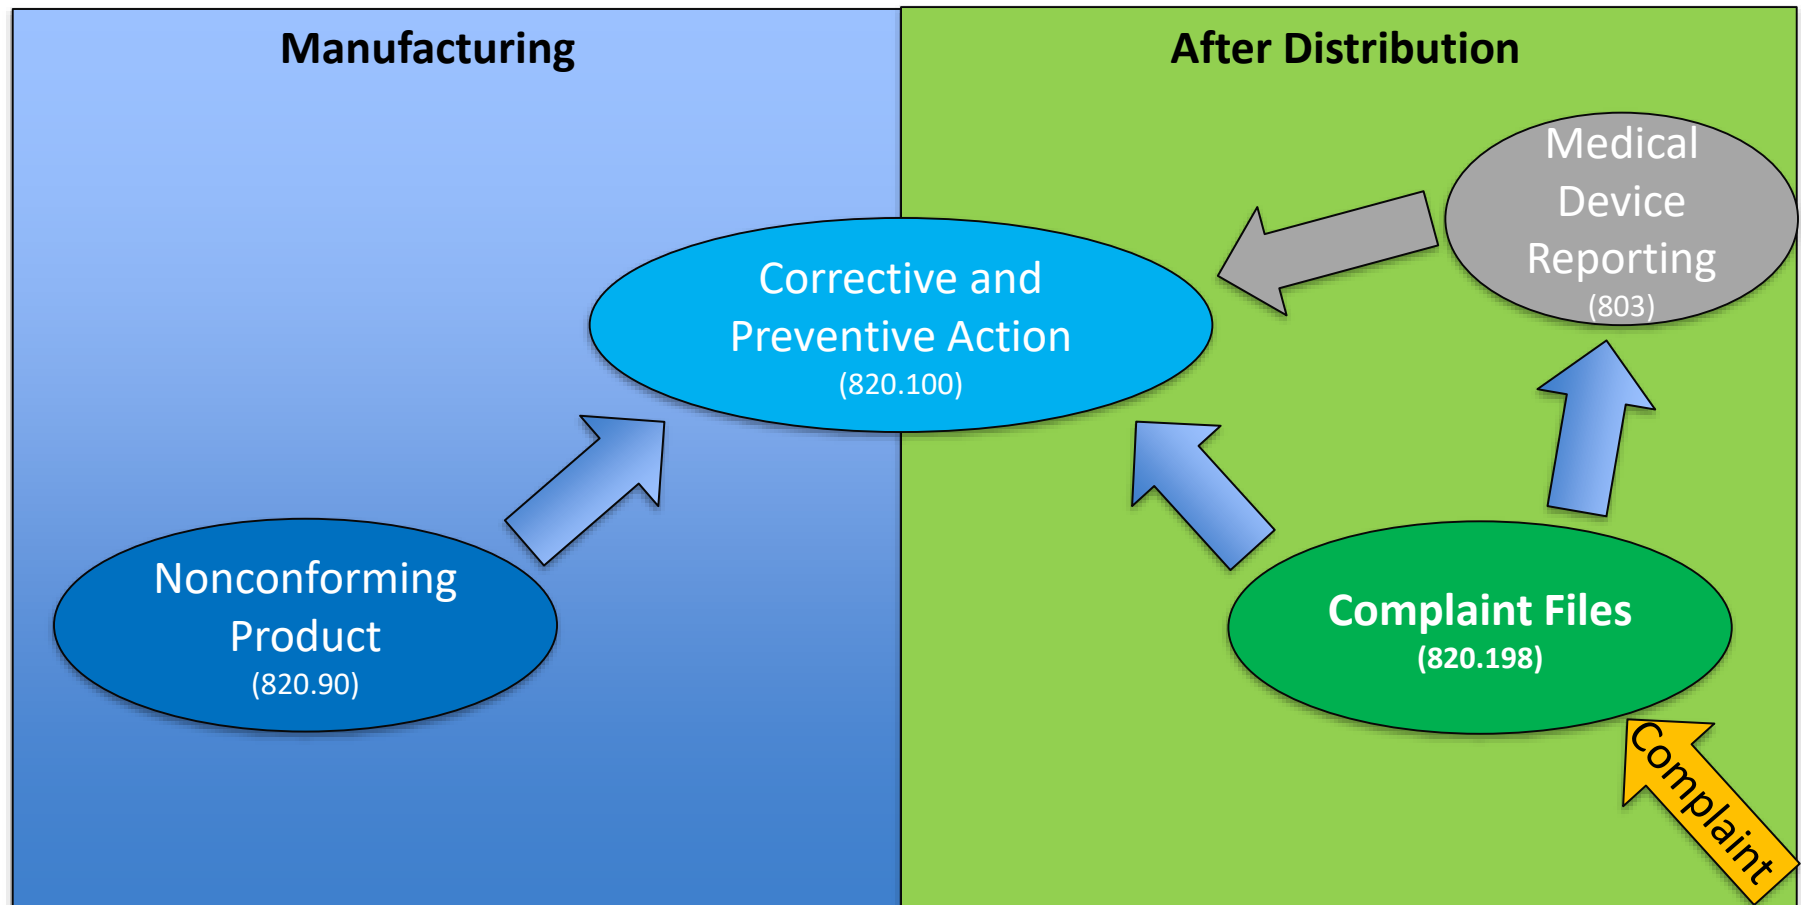 Manufacturing
After Distribution
Medical
Device
Reporting
(803)
Corrective and
Preventive Action
(820.100)
Nonconforming
Product
(820.90)
Complaint Files
(820.198)
Complaint